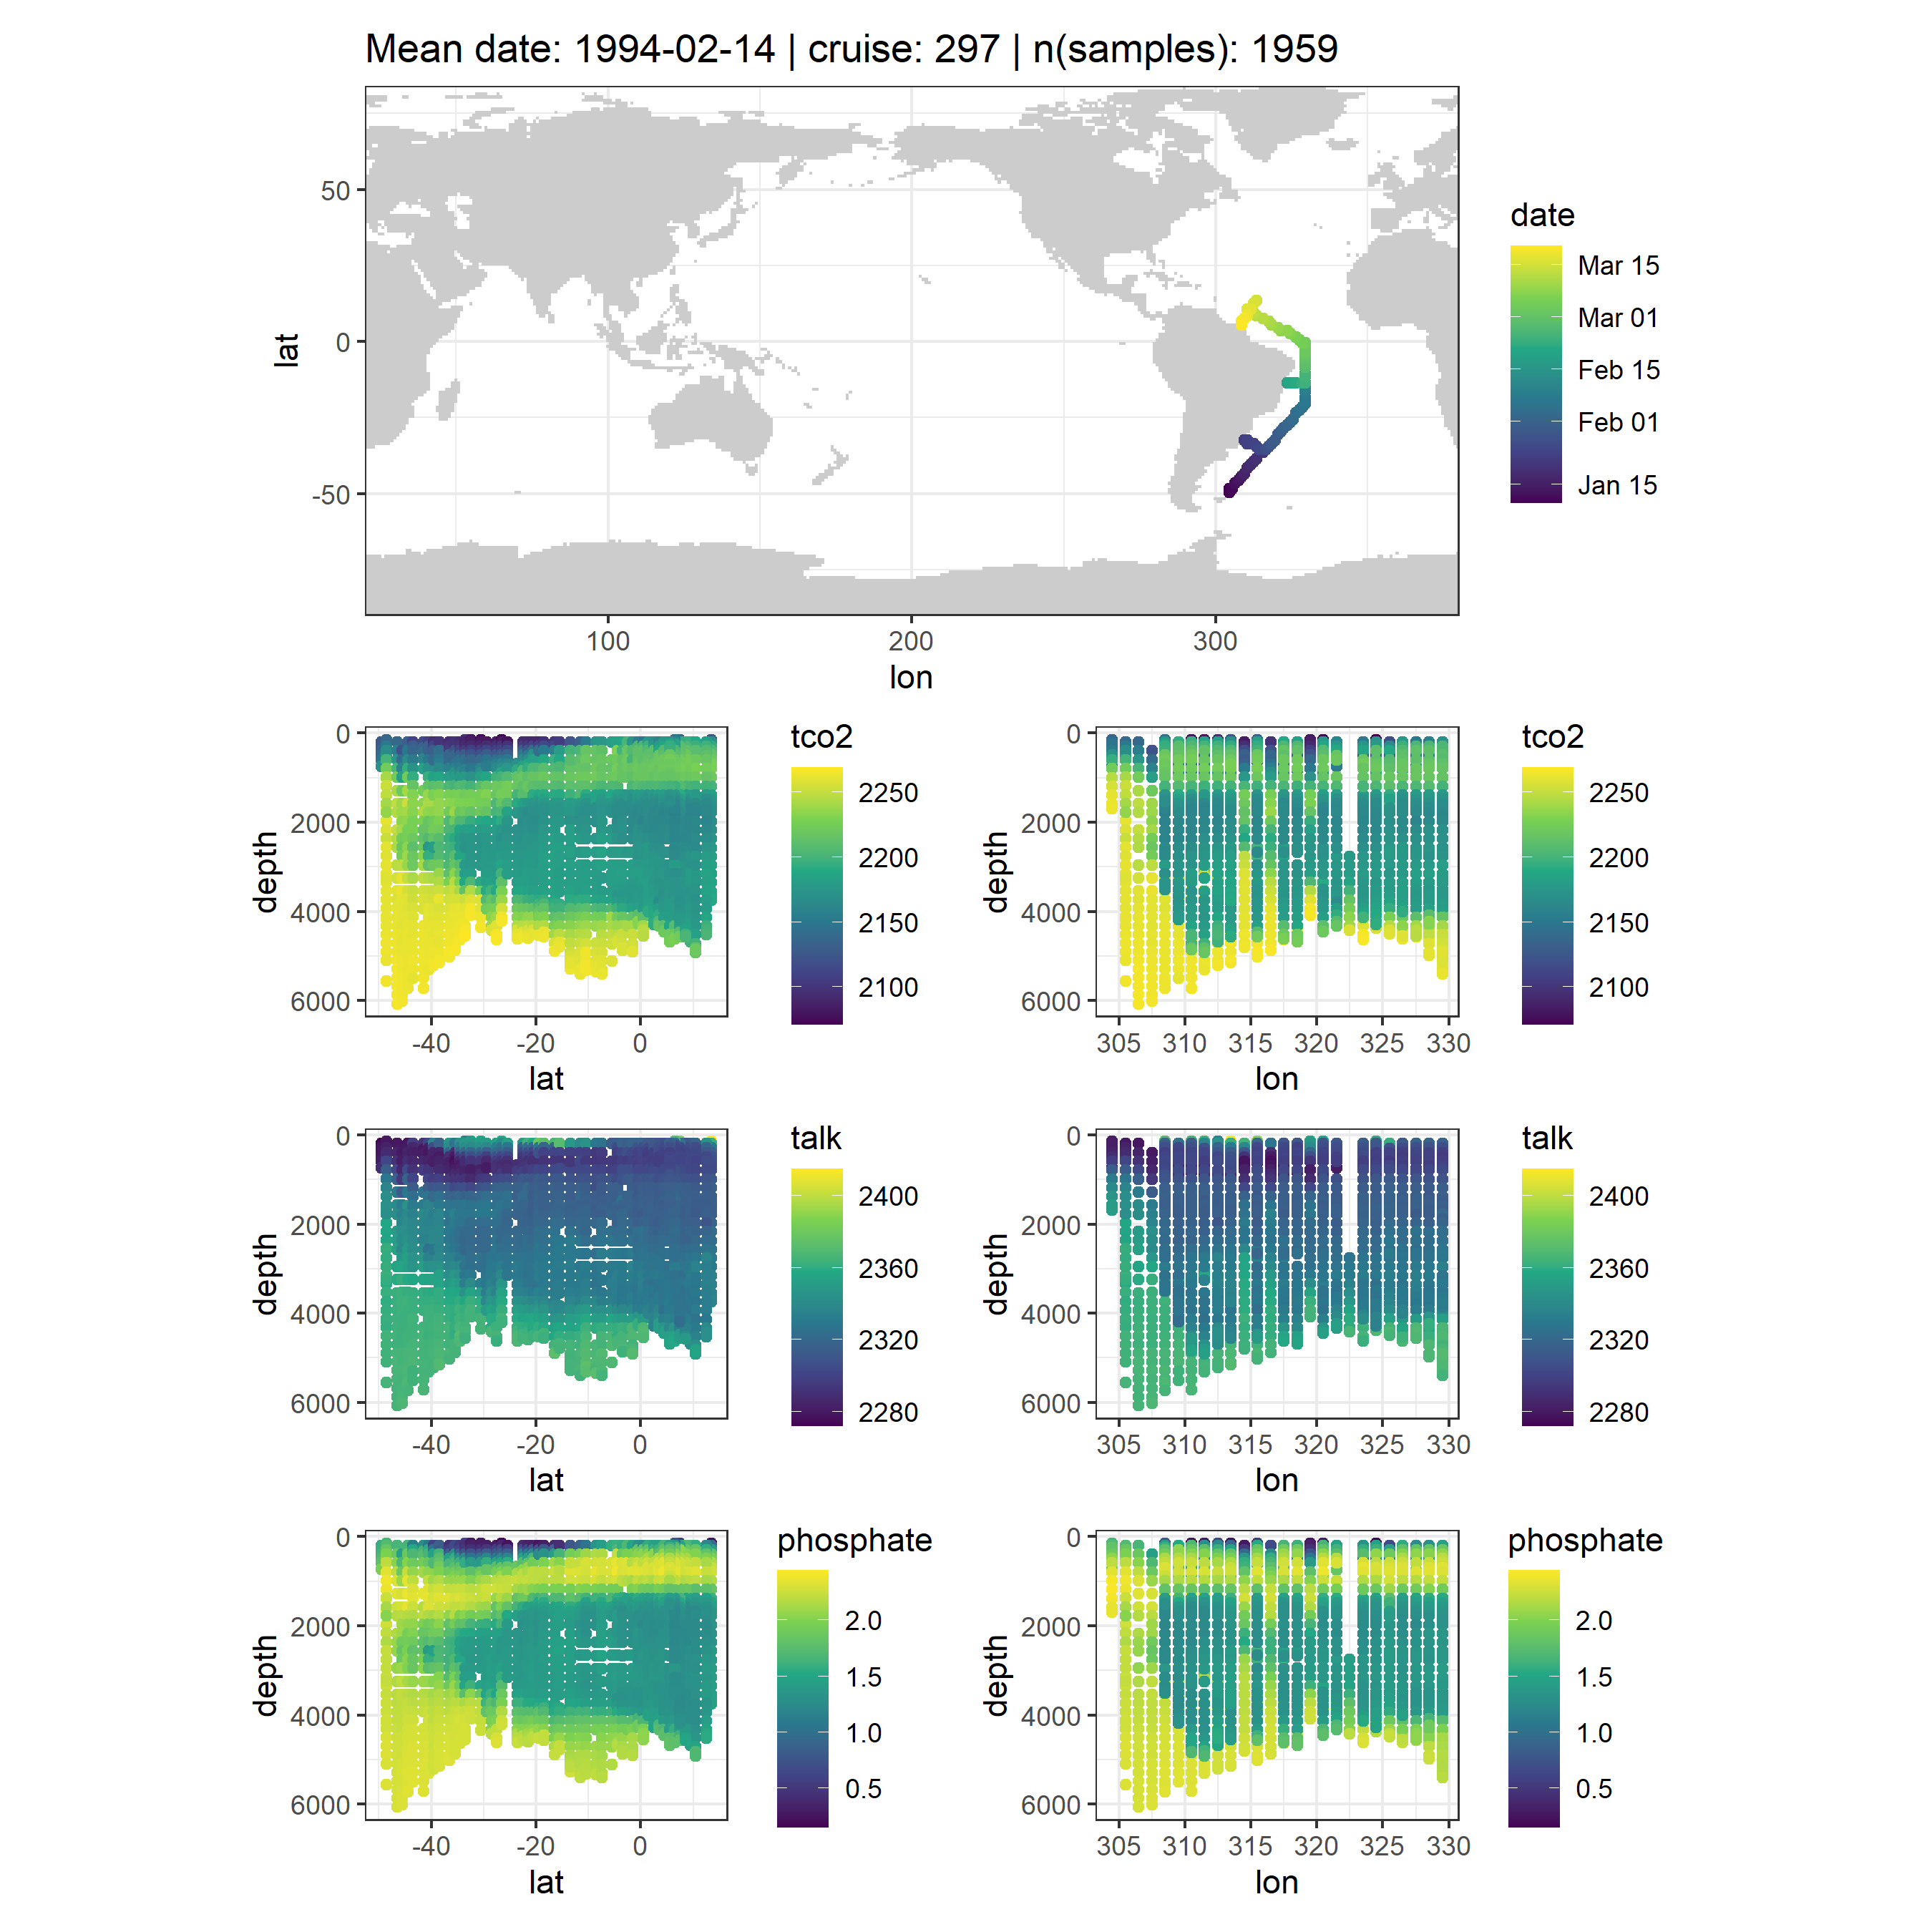 Mean date: 1994-02-14 | cruise: 297 | n(samples): 1959
50
0
-50
lat
100 200 300
lon
date
Mar 15
Mar 01
Feb 15
Feb 01
Jan 15
0
2000
4000
6000
depth
-40 -20 0
lat
tco2
2250
2200
2150
2100
0
2000
4000
6000
depth
305 310 315 320 325 330
lon
tco2
2250
2200
2150
2100
0
2000
4000
6000
depth
-40 -20 0
lat
talk
2400
2360
2320
2280
0
2000
4000
6000
depth
305 310 315 320 325 330
lon
talk
2400
2360
2320
2280
0
2000
4000
6000
depth
-40 -20 0
lat
phosphate
2.0
1.5
1.0
0.5
0
2000
4000
6000
depth
305 310 315 320 325 330
lon
phosphate
2.0
1.5
1.0
0.5